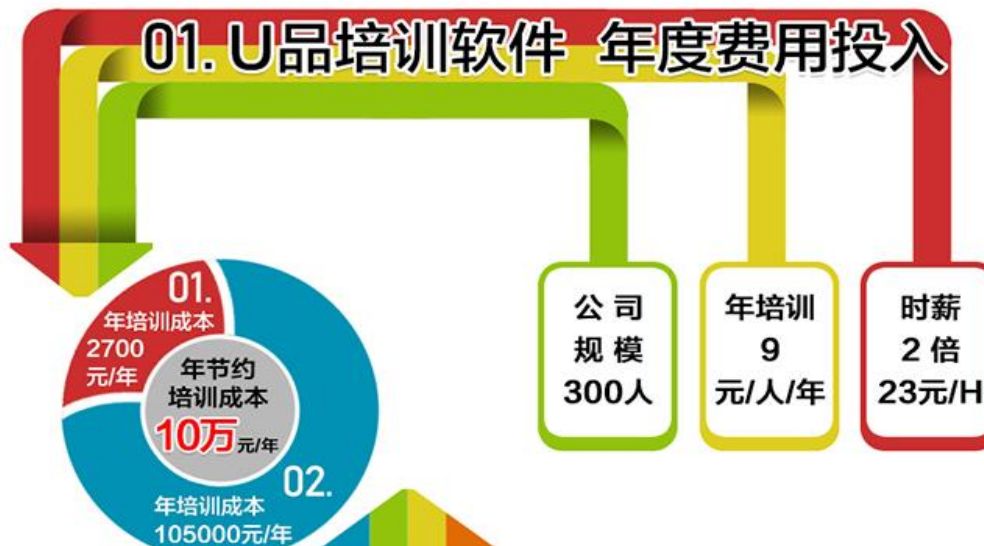 01. U品培训软件 年度费用投入
01.
年培训成本
2700
元/年
年节约
培训成本
10万元/年
02.
年培训成本
105000元/年
公司
规模
300人
年培训
9
元/人/年
时薪
2倍
23元/H